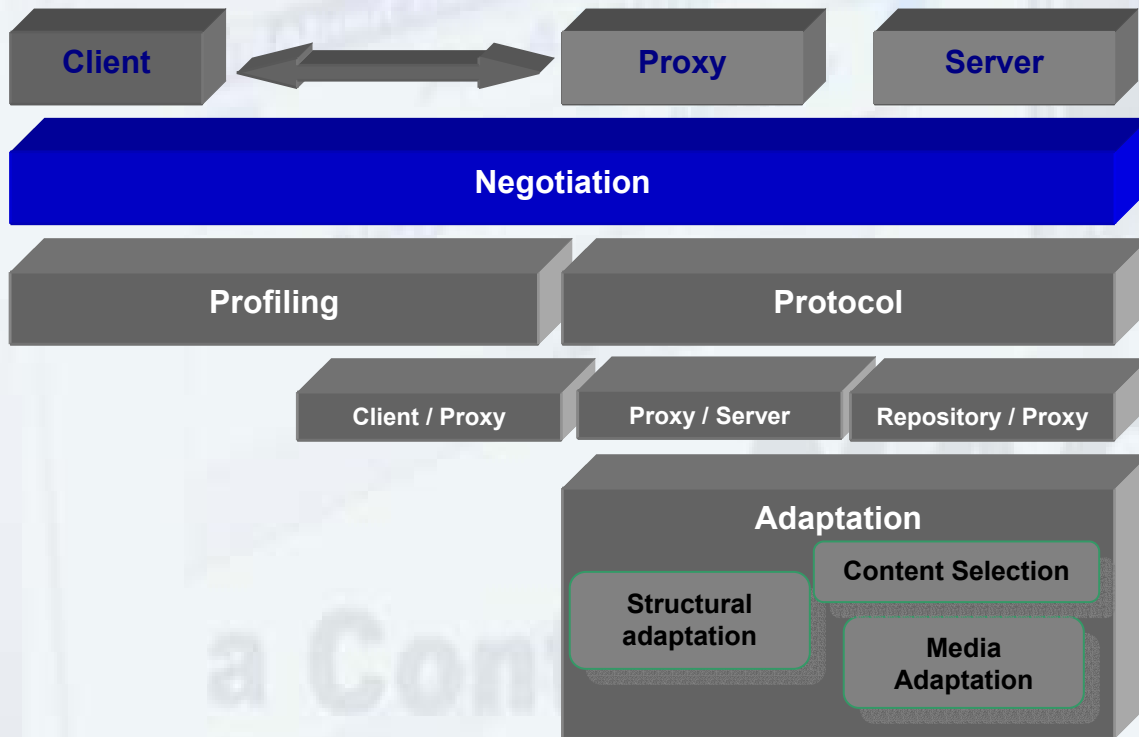 Client
Proxy
Server
Negotiation
Profiling
Protocol
Client / Proxy
Proxy / Server
Repository / Proxy
Adaptation
Content Selection
Structural
adaptation
Media
Adaptation
a Cont